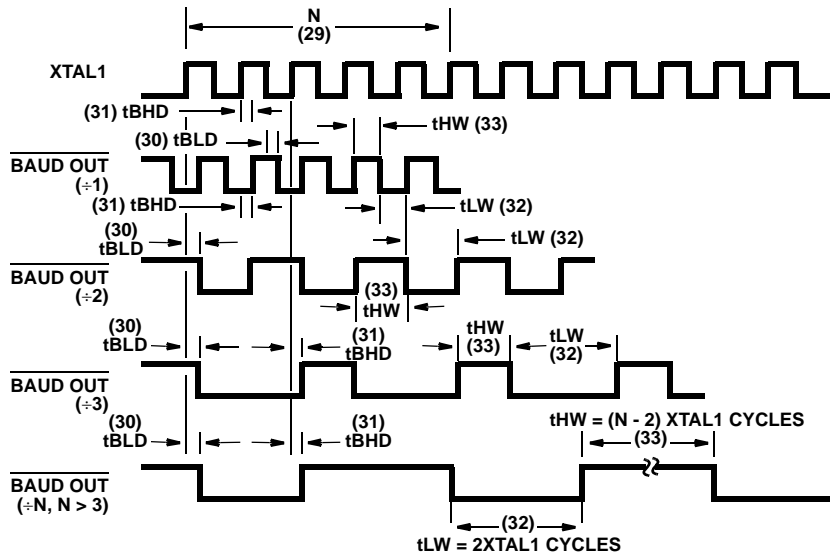 N
(29)
XTAL1
(31) tBHD
tHW (33)
(30) tBLD
BAUD OUT
(÷1)
(31) tBHD
tLW (32)
(30)
tBLD
tLW (32)
BAUD OUT
(÷2)
(33)
tHW
(30)
tBLD
(31)
tBHD
tHW
(33)
tLW
(32)
BAUD OUT
(÷3)
(30)
tBLD
(31)
tBHD
tHW = (N - 2) XTAL1 CYCLES
(33)
BAUD OUT
(÷N, N > 3)
(32)
tLW = 2XTAL1 CYCLES